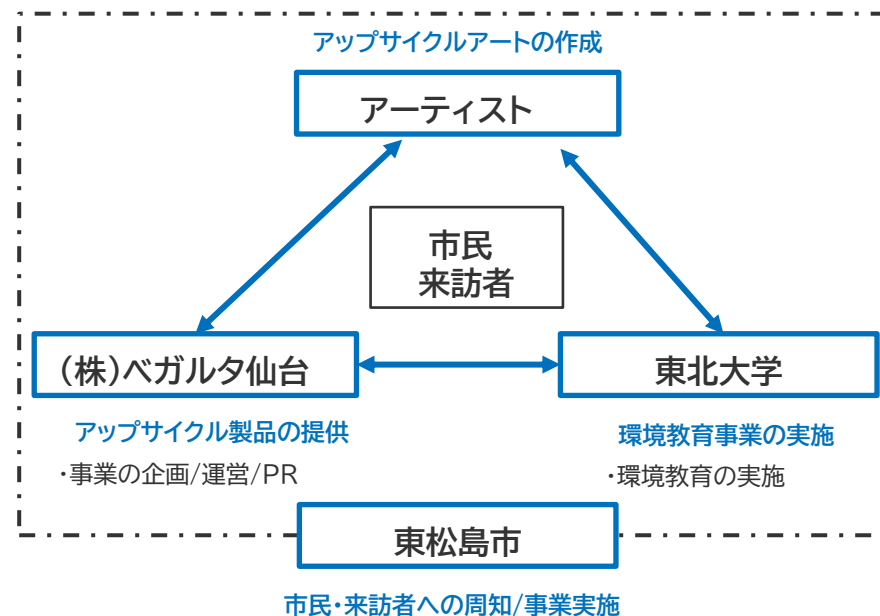 アップサイクルアートの作成
アーティスト
市民
来訪者
(株)ベガルタ仙台
東北大学
アップサイクル製品の提供
・事業の企画/運営/PR
環境教育事業の実施
・環境教育の実施
東松島市
市民・来訪者への周知/事業実施